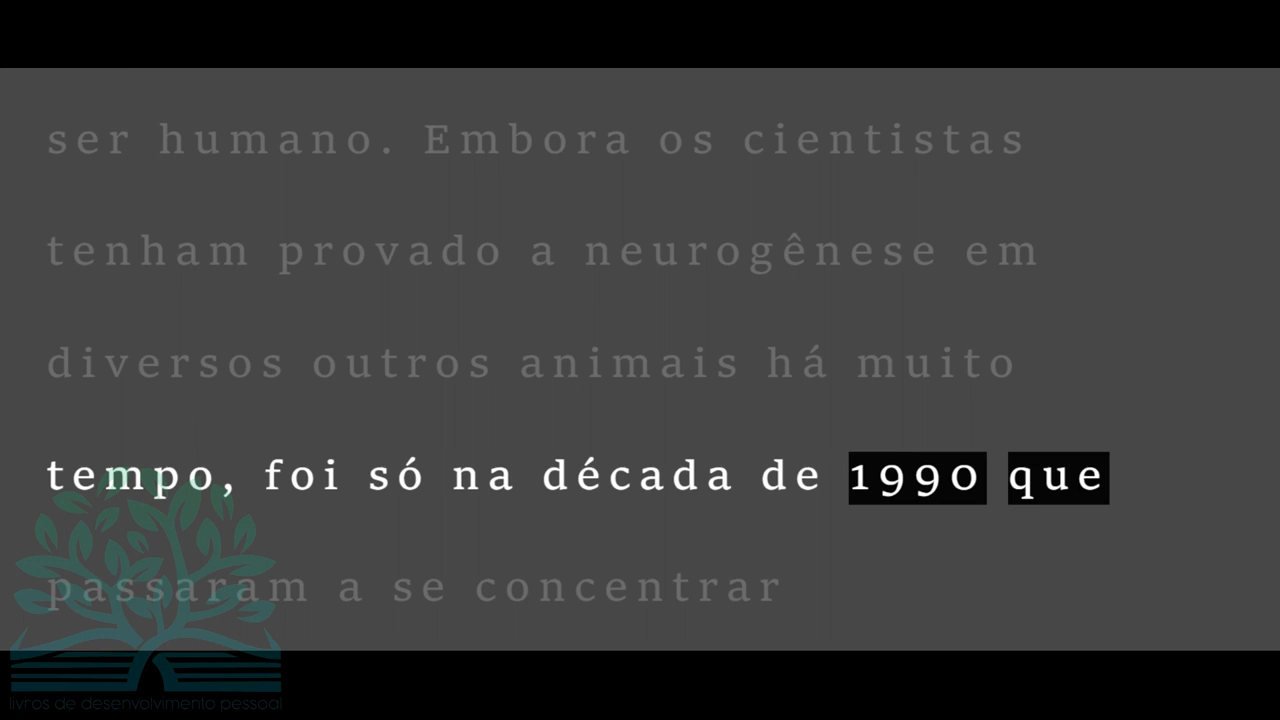 ser humano. Embora os cientistas
tenham provado a neurogênese em
diversos outros animais há muito
tempo, foi só na década de 1990 que
passaram a se concentrar
livros de desenvolvimento pessoal